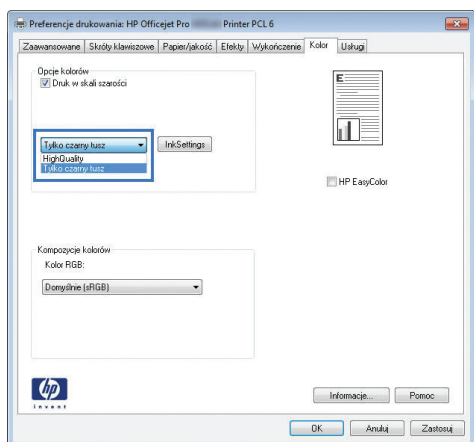 Preferencje drukowania: HP Officejet Pro Printer PCL 6
Zaawansowane Skróty klawiszowe Papier/jakość Efekty Wykończenie Kolor Usługi
Opcje kolorów
Druk w skali szarości
Tylko czarny tusz
InkSettings
HighQuality
Tylko czarny tusz
E
HP EasyColor
Kompozycje kolorów
Kolor RGB:
Domyślnie (sRGB)
hp
invent
Informacje... Pomoc
OK Anuluj Zastosuj